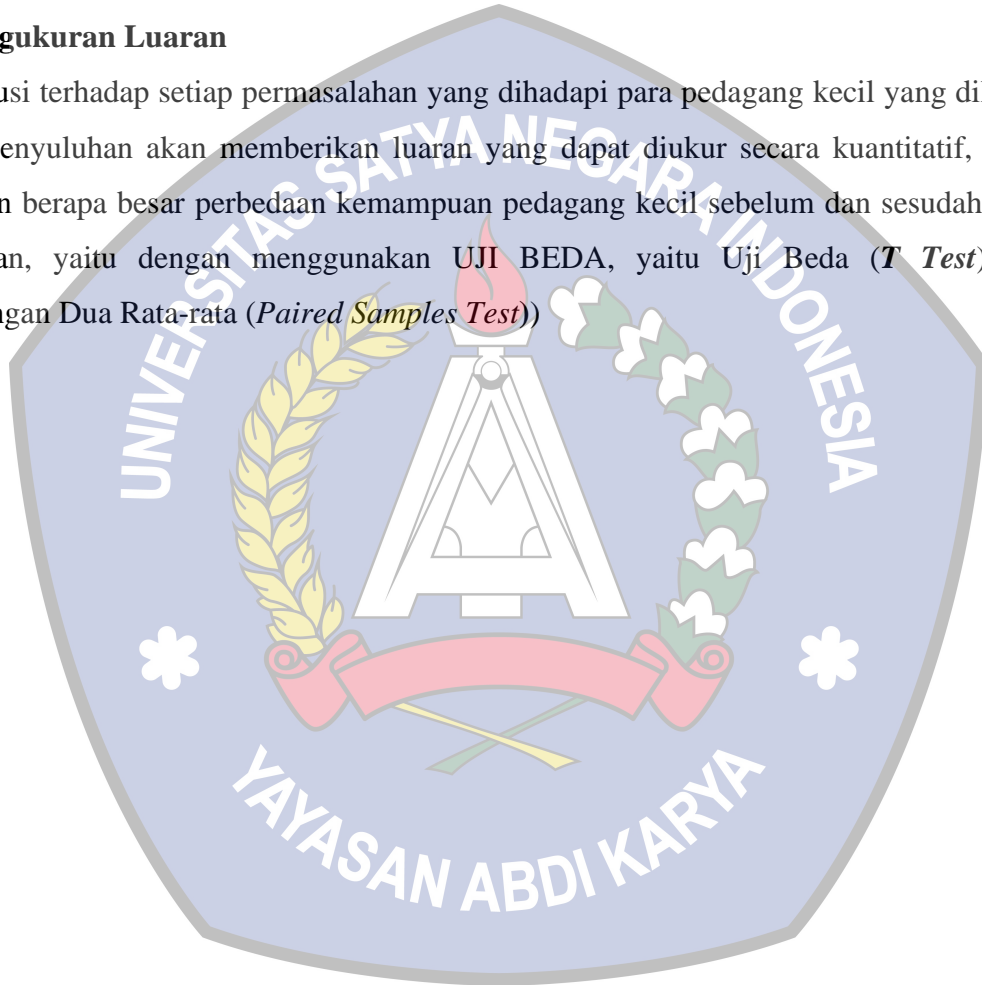 gukuran Luaran
usi terhadap setiap permasalahan yang dihadapi para pedagang kecil yang dil
enyuluhan akan memberikan luaran yang dapat diukur secara kuantitatif,
n berapa besar perbedaan kemampuan pedagang kecil sebelum dan sesudah
an, yaitu dengan menggunakan UJI BEDA, yaitu Uji Beda (T Test)
ngan Dua Rata-rata (Paired Samples Test))
UNIVERSITAS SATYA NEGARA INDONESIA
YAYASAN ABDI KARYA